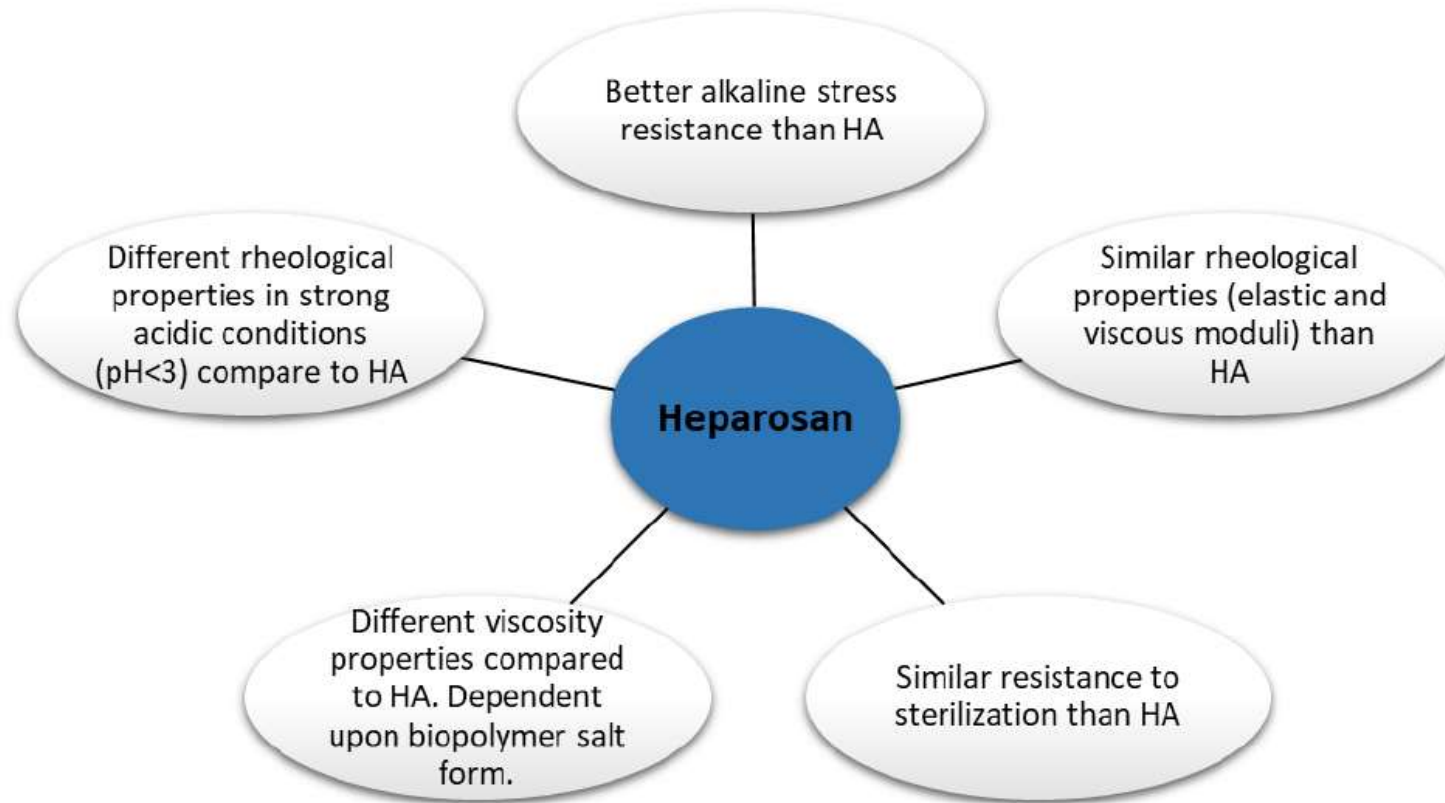 Better alkaline stress
resistance than HA
Different rheological
properties in strong
acidic conditions
(pH<3) compare to HA
Similar rheological
properties (elastic and
viscous moduli) than
HA
Heparosan
Different viscosity
properties compared
to HA. Dependent
upon biopolymer salt
form.
Similar resistance to
sterilization than HA